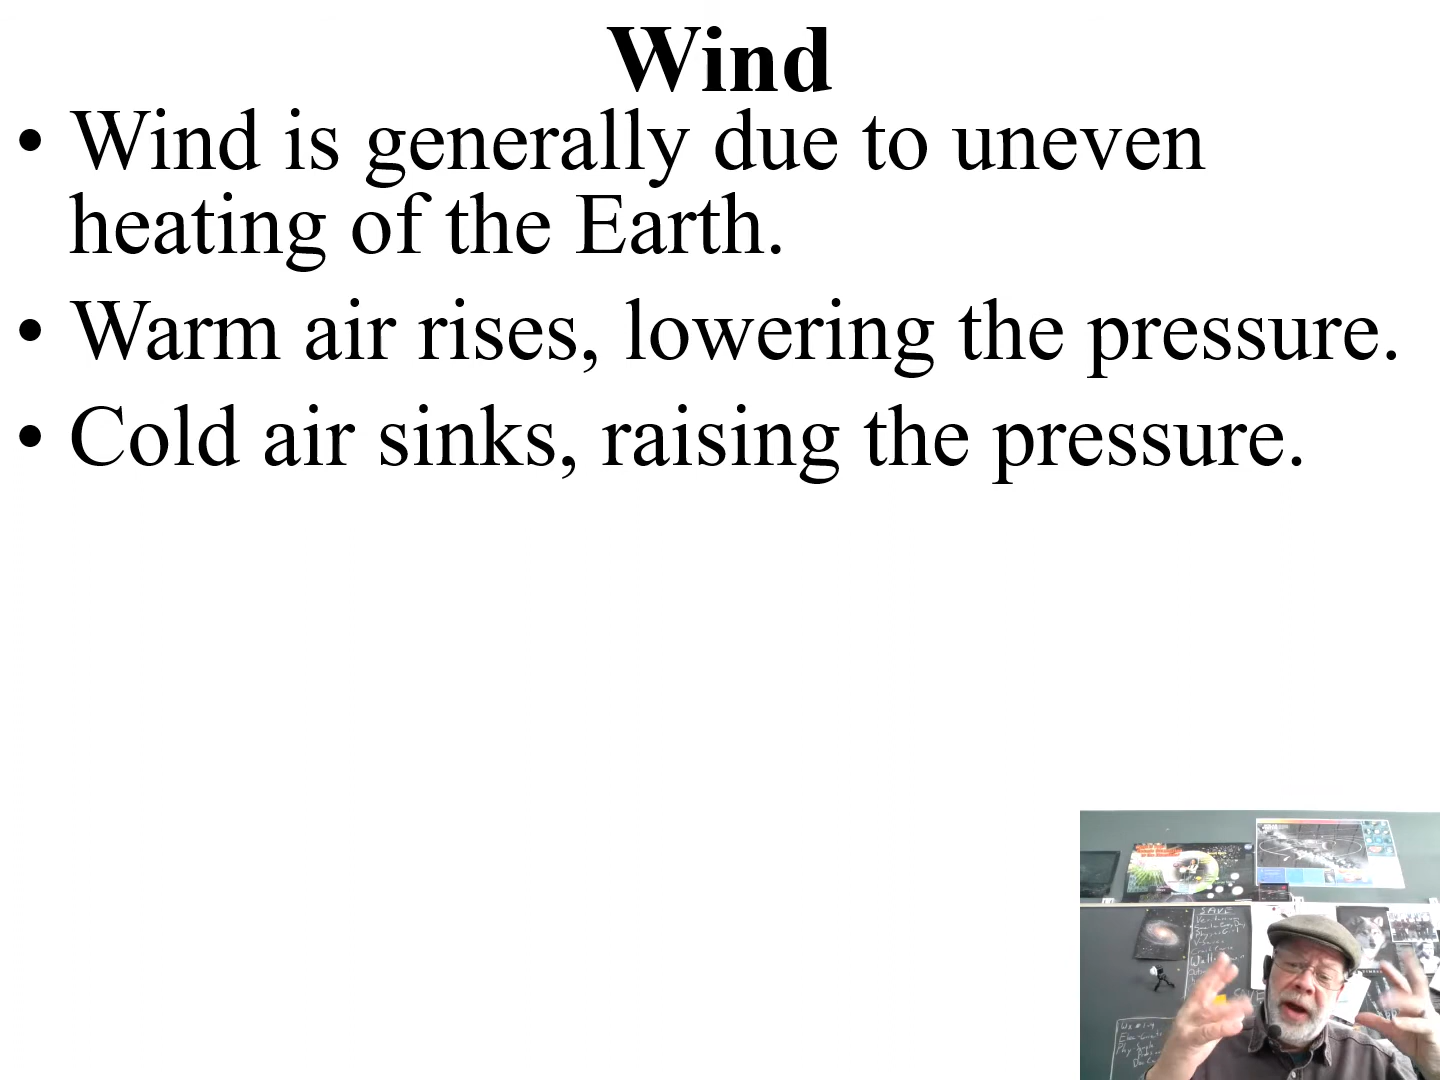 Wind
• Wind is generally due to uneven
heating of the Earth.
• Warm air rises, lowering the pressure.
• Cold air sinks, raising the pressure.
SAVE